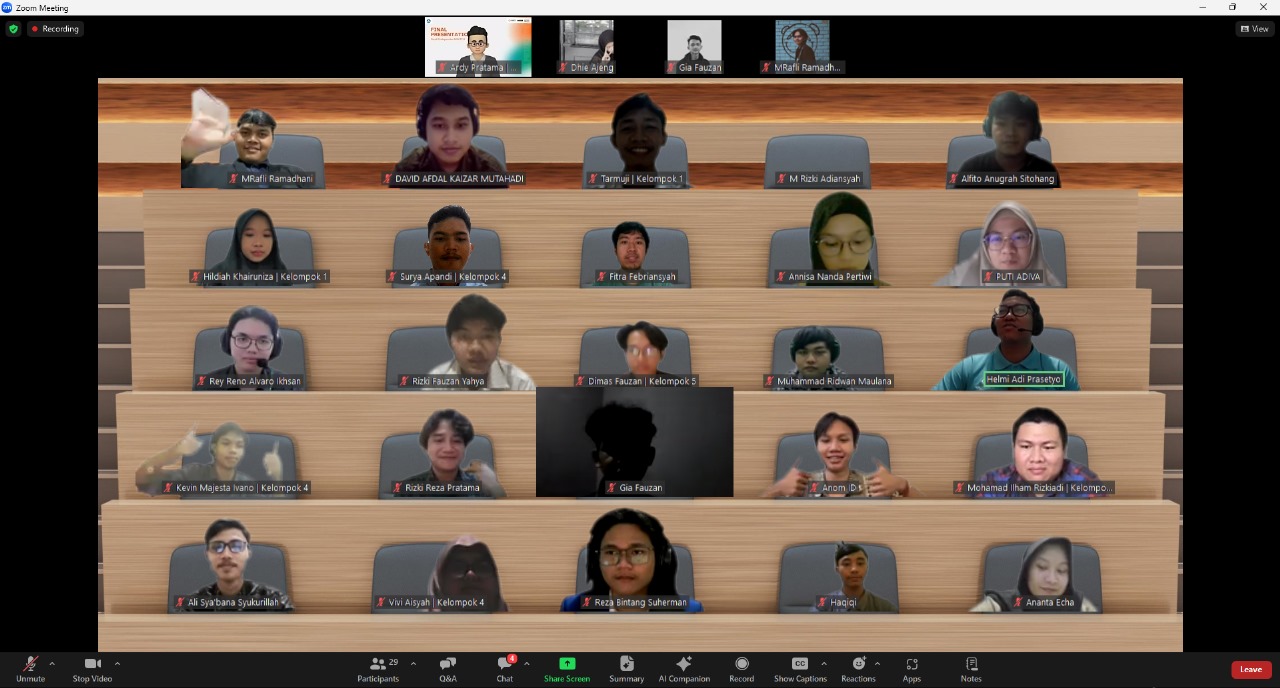 Zoom Meeting
Recording
View
FINAL
PRESENTATION
Ardy Pratama | ...
Dhie Ajeng
Gia Fauzan
MRafli Ramadh...
MRafli Ramadhani
DAVID AFDAL KAIZAR MUTAHADI
Tarmuji | Kelompok 1
M Rizki Adiansyah
Alfito Anugrah Sitohang
Hildiah Khairuniza | Kelompok 1
Surya Apandi | Kelompok 4
Fitra Febriansyah
Annisa Nanda Pertiwi
PUTI ADIVA
Rey Reno Alvaro Ikhsan
Rizki Fauzan Yahya
Dimas Fauzan | Kelompok 5
Muhammad Ridwan Maulana
Helmi Adi Prasetyo
Kevin Majesta Ivano | Kelompok 4
Rizki Reza Pratama
Gia Fauzan
Anom ID
Mohamad Ilham Rizkiadi | Kelompo...
Ali Sya'bana Syukurillah
Vivi Aisyah | Kelompok 4
Reza Bintang Suherman
Haqiqi
Ananta Echa
29
4
CC
Unmute
Stop Video
Participants
Q&A
Chat
Share Screen
Summary
AI Companion
Record
Show Captions
Reactions
Apps
Notes
Leave